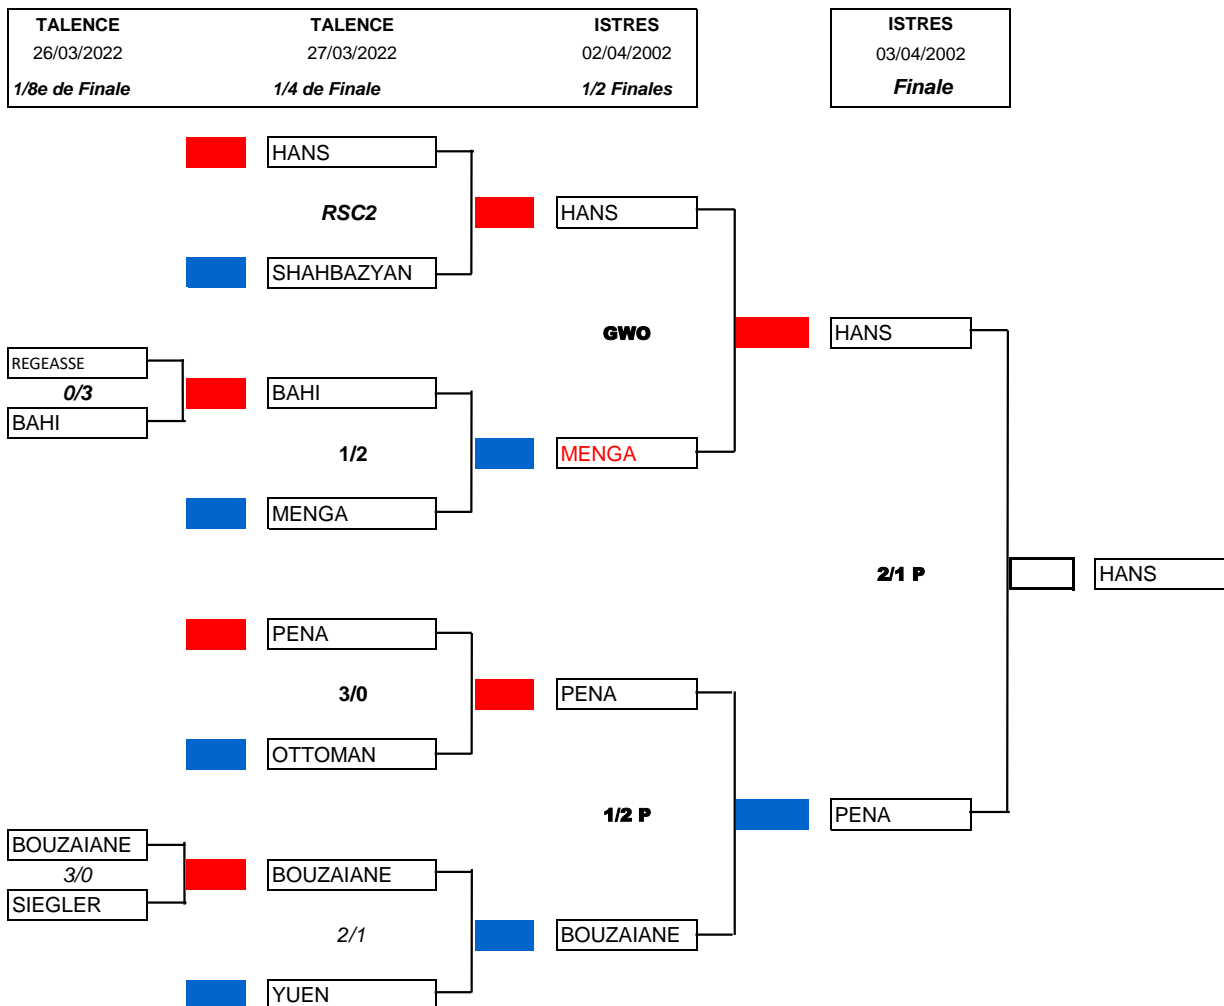 TALENCE
26/03/2022
1/8e de Finale
TALENCE
27/03/2022
1/4 de Finale
ISTRES
02/04/2002
1/2 Finales
ISTRES
03/04/2002
Finale
HANS
RSC2
HANS
SHAHBAZYAN
GWO
HANS
REGEASSE
0/3
BAHI
BAHI
1/2
MENGA
MENGA
2/1 P
HANS
PENA
3/0
PENA
OTTOMAN
1/2 P
PENA
BOUZAIANE
3/0
SIEGLER
BOUZAIANE
2/1
BOUZAIANE
YUEN